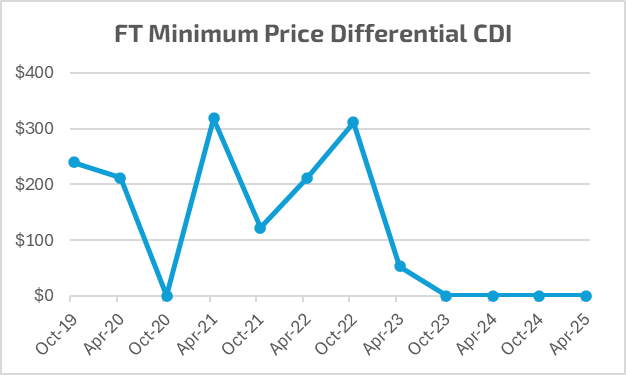 FT Minimum Price Differential CDI
$400
$300
$200
$100
$0
Oct-19
Apr-20
Oct-20
Apr-21
Oct-21
Apr-22
Oct-22
Apr-23
Oct-23
Apr-24
Oct-24
Apr-25